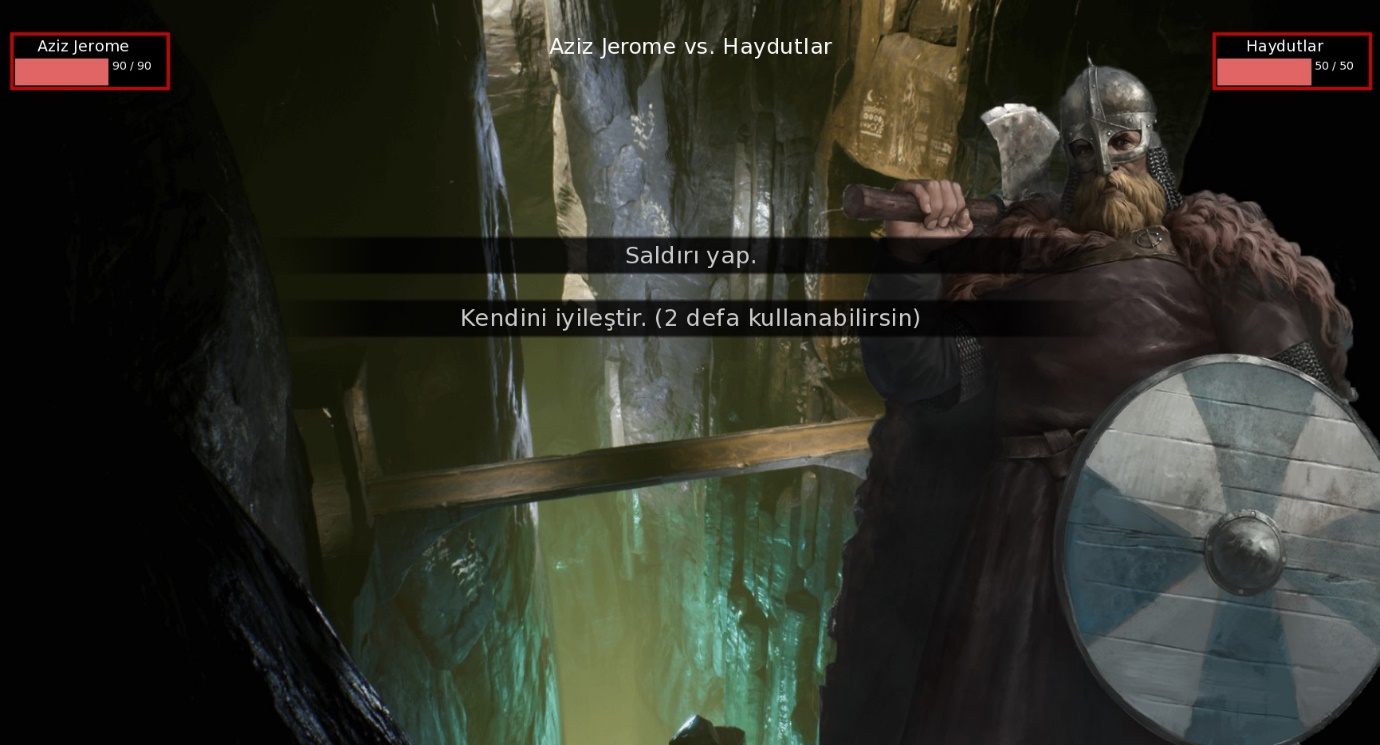 Aziz Jerome
90 / 90
Aziz Jerome vs. Haydutlar
Haydutlar
50 / 50
Saldırı yap.
Kendini iyileştir. (2 defa kullanabilirsin)